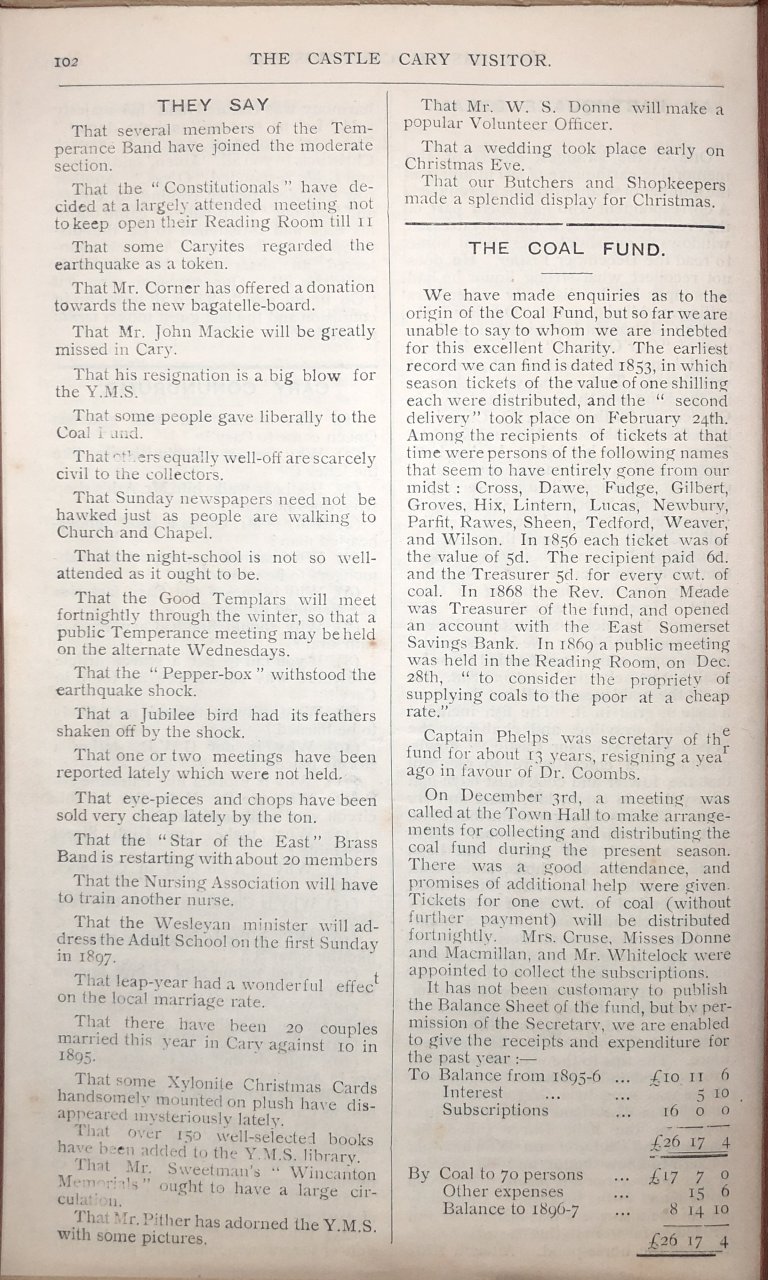 102
THE CASTLE CARY VISITOR.
THEY SAY
That several members of the Tem-
perance Band have joined the moderate
section.
That the " Constitutionals " have de-
cided at a largely attended meeting not
to keep open their Reading Room till 11
That some Caryites regarded the
earthquake as a token.
That Mr. Corner has offered a donation
towards the new bagatelle-board.
That Mr. John Mackie will be greatly
missed in Cary.
That his resignation is a big blow for
the Y.M.S.
That some people gave liberally to the
Coal Fund.
That others equally well-off are scarcely
civil to the collectors.
That Sunday newspapers need not be
hawked just as people are walking to
Church and Chapel.
That the night-school is not so well-
attended as it ought to be.
That the Good Templars will meet
fortnightly through the winter, so that a
public Temperance meeting may be held
on the alternate Wednesdays.
That the " Pepper-box " withstood the
earthquake shock.
That a Jubilee bird had its feathers
shaken off by the shock.
That one or two meetings have been
reported lately which were not held.
That eye-pieces and chops have been
sold very cheap lately by the ton.
That the " Star of the East " Brass
Band is restarting with about 20 members
That the Nursing Association will have
to train another nurse.
That the Wesleyan minister will ad-
dress the Adult School on the first Sunday
in 1897.
That leap-year had a wonderful effect
on the local marriage rate.
That there have been 20 couples
married this year in Cary against 10 in
1895.
That some Xylonite Christmas Cards
handsomely mounted on plush have dis-
appeared mysteriously lately.
That over 150 well-selected books
have been added to the Y.M.S. library.
That Mr. Sweetman's " Wincanton
Memorials " ought to have a large cir-
culation.
That Mr. Pither has adorned the Y.M.S.
with some pictures.
That Mr. W. S. Donne will make a
popular Volunteer Officer.
That a wedding took place early on
Christmas Eve.
That our Butchers and Shopkeepers
made a splendid display for Christmas.
THE COAL FUND.
We have made enquiries as to the
origin of the Coal Fund, but so far we are
unable to say to whom we are indebted
for this excellent Charity. The earliest
record we can find is dated 1853, in which
season tickets of the value of one shilling
each were distributed, and the " second
delivery" took place on February 24th.
Among the recipients of tickets at that
time were persons of the following names
that seem to have entirely gone from our
midst : Cross, Dawe, Fudge, Gilbert,
Groves, Hix, Lintern, Lucas, Newbury,
Parfit, Rawes, Sheen, Tedford, Weaver,
and Wilson. In 1856 each ticket was of
the value of 5d. The recipient paid 6d.
and the Treasurer 5d. for every cwt. of
coal. In 1868 the Rev. Canon Meade
was Treasurer of the fund, and opened
an account with the East Somerset
Savings Bank. In 1869 a public meeting
was held in the Reading Room, on Dec.
28th, " to consider the propriety of
supplying coals to the poor at a cheap
rate."
Captain Phelps was secretary of the
fund for about 13 years, resigning a year
ago in favour of Dr. Coombs.
On December 3rd, a meeting was
called at the Town Hall to make arrange-
ments for collecting and distributing the
coal fund during the present season.
There was a good attendance, and
promises of additional help were given.
Tickets for one cwt. of coal (without
further payment) will be distributed
fortnightly. Mrs. Cruse, Misses Donne
and Macmillan, and Mr. Whitelock were
appointed to collect the subscriptions.
It has not been customary to publish
the Balance Sheet of the fund, but by per-
mission of the Secretary, we are enabled
to give the receipts and expenditure for
the past year :—
To Balance from 1895-6 ... £10 11 6
Interest ... ... 5 10
Subscriptions ... 16 0 0
£26 17 4
By Coal to 70 persons ... £17 7 0
Other expenses ... 15 6
Balance to 1896-7 ... 8 14 10
£26 17 4